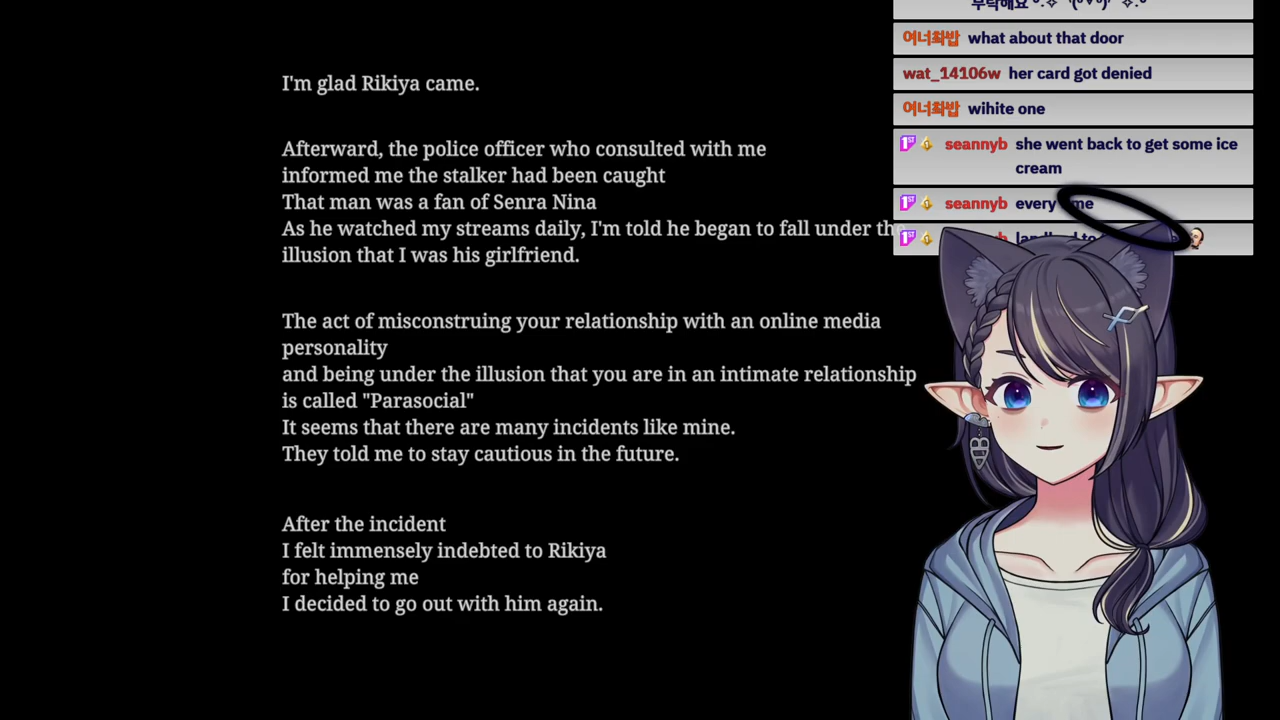 I'm glad Rikiya came.
Afterward, the police officer who consulted with me
informed me the stalker had been caught
That man was a fan of Senra Nina
As he watched my streams daily, I'm told he began to fall under the
illusion that I was his girlfriend.
The act of misconstruing your relationship with an online media
personality
and being under the illusion that you are in an intimate relationship
is called "Parasocial"
It seems that there are many incidents like mine.
They told me to stay cautious in the future.
After the incident
I felt immensely indebted to Rikiya
for helping me
I decided to go out with him again.
여너좌밥 what about that door
wat_14106w her card got denied
여너좌밥 wihite one
seannyb she went back to get some ice
cream
seannyb every